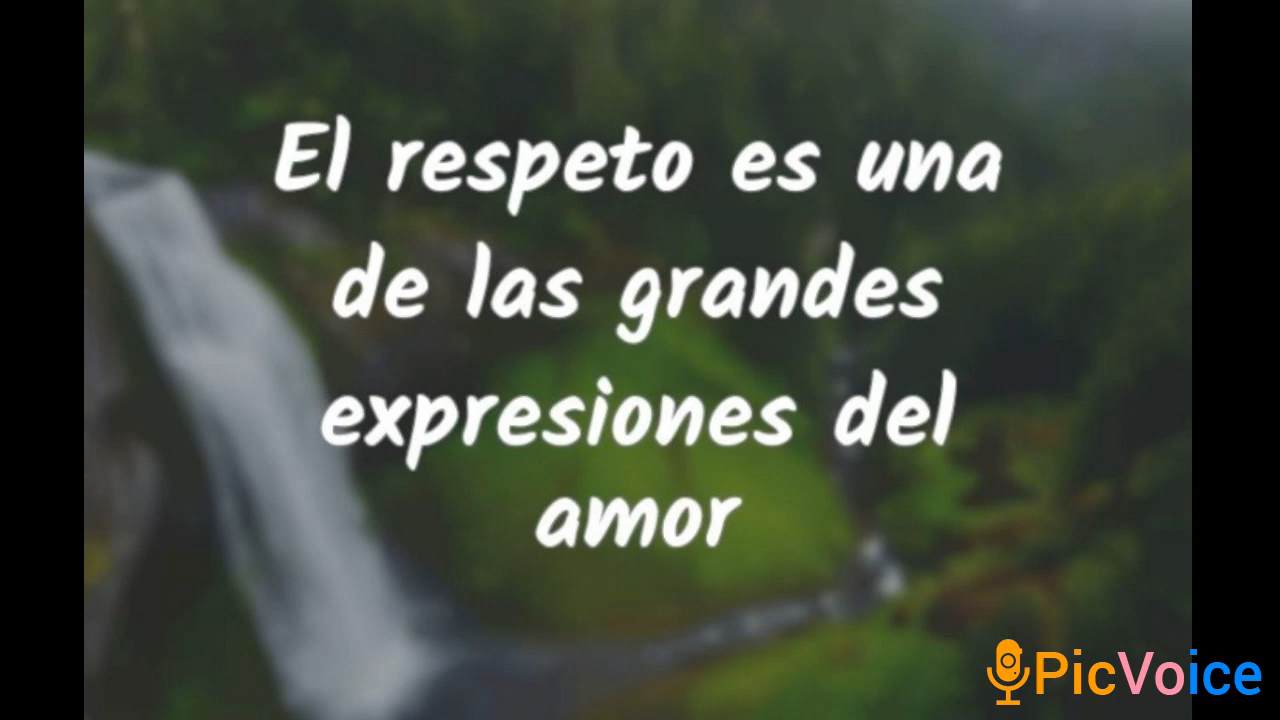 El respeto es una
de las grandes
expresiones del
amor
PicVoice